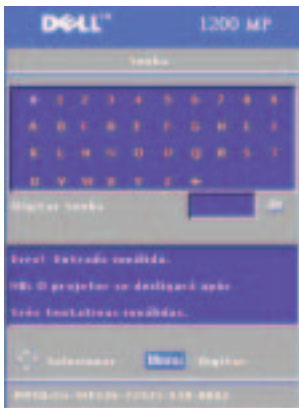 DELL™ 1200 MP
Senha
0 1 2 3 4 5 6 7 8 9
A B C D E F G H I J
K L M N O P Q R S T
U V W X Y Z ←
Digitar senha
Erro! Entrada inválida.
NB: O projetor se desligará após
três tentativas inválidas.
Selecionar Menu Digitar